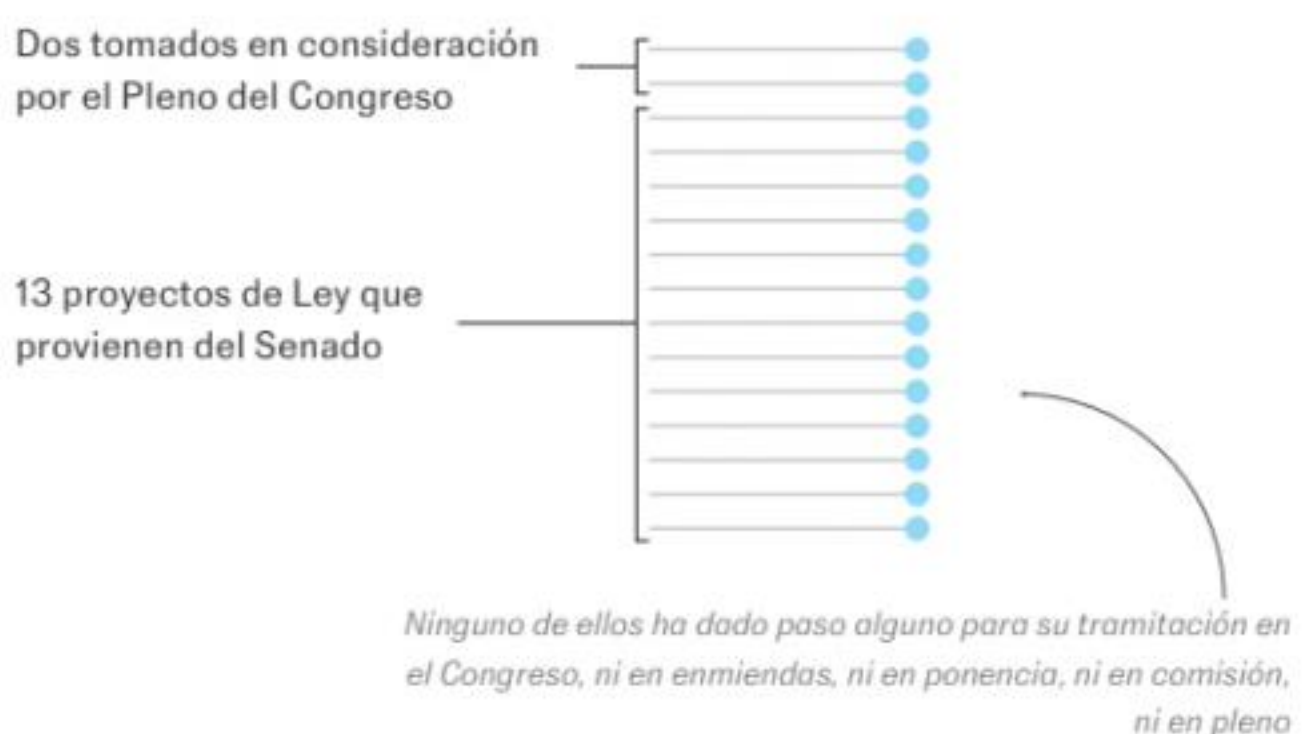 Dos tomados en consideración
por el Pleno del Congreso
13 proyectos de Ley que
provienen del Senado
Ninguno de ellos ha dado paso alguno para su tramitación en
el Congreso, ni en enmiendas, ni en ponencia, ni en comisión,
ni en pleno